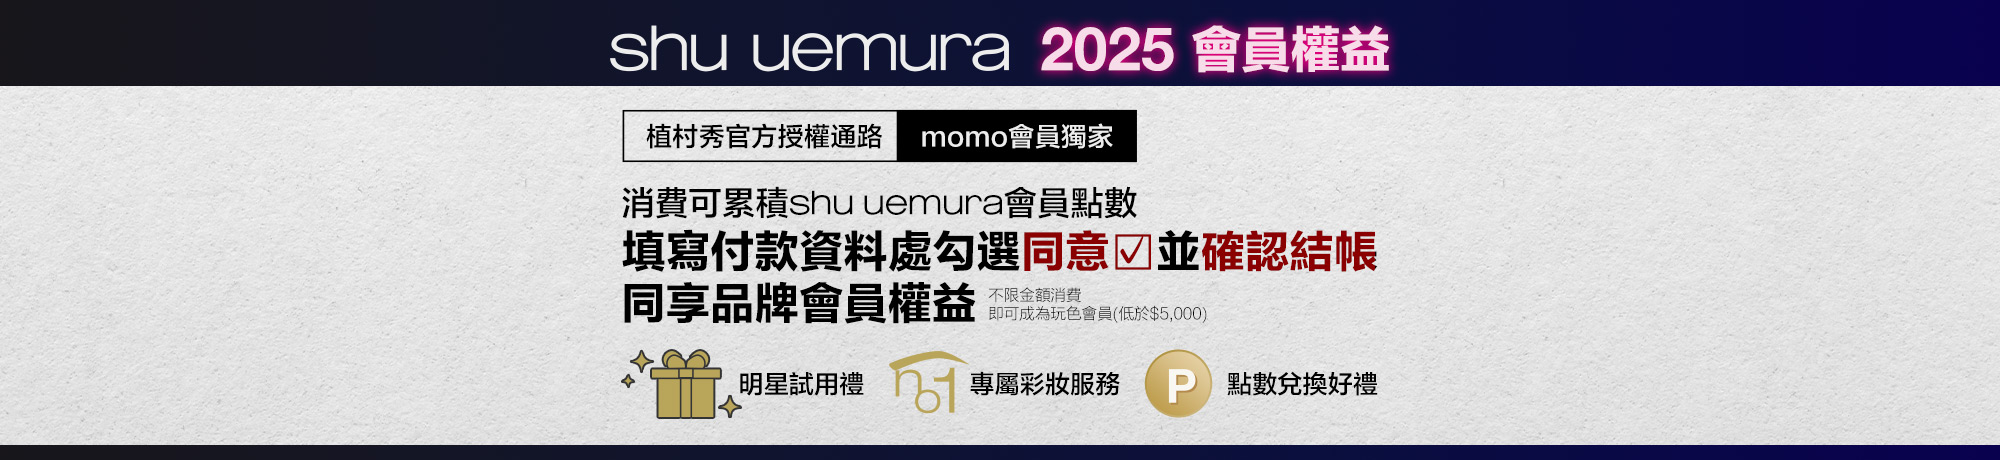 shu uemura 2025 會員權益
植村秀官方授權通路 momo會員獨家
消費可累積shu uemura會員點數
填寫付款資料處勾選同意☑並確認結帳
同享品牌會員權益
不限金額消費
即可成為玩色會員(低於$5,000)
明星試用禮 no1 專屬彩妝服務 P 點數兌換好禮